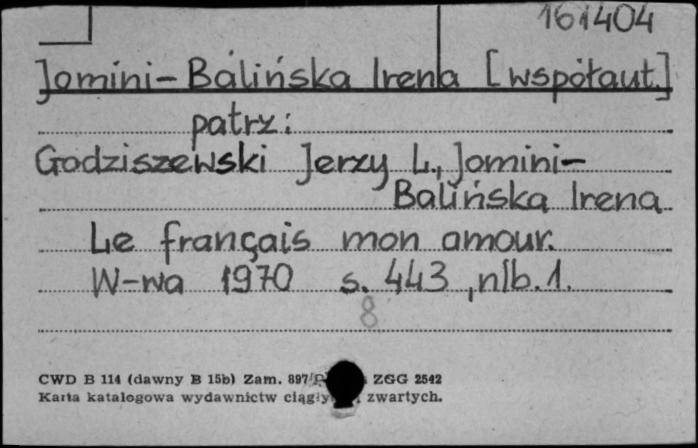 161404
Jomini-Balińska Irena [współaut.]
patrz:
Godziszewski Jerzy L., Jomini-
Balińska Irena
Le français mon amour.
W-wa 1970 s. 443, nlb. 1.
8
CWD B 114 (dawny B 15b) Zam. 897/P ZGG 2542
Karta katalogowa wydawnictw zwartych.